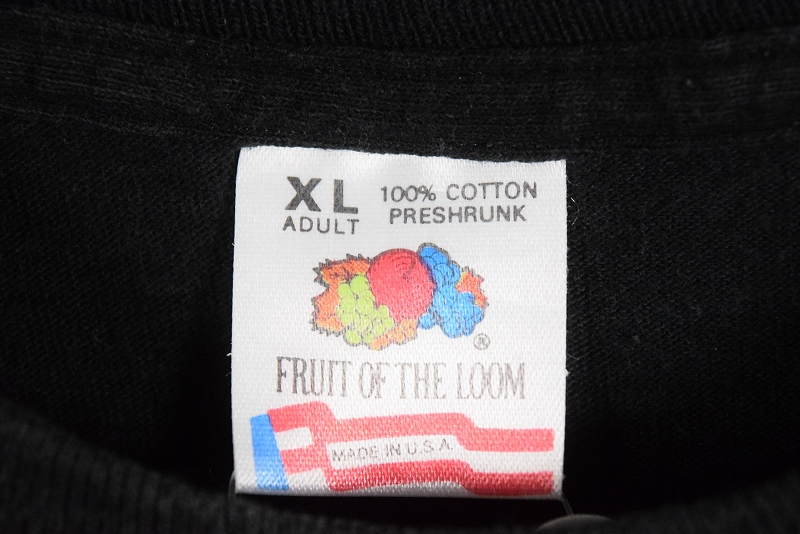 XL
ADULT
100% COTTON
PRESHRUNK
®
FRUIT OF THE LOOM
MADE IN U.S.A.